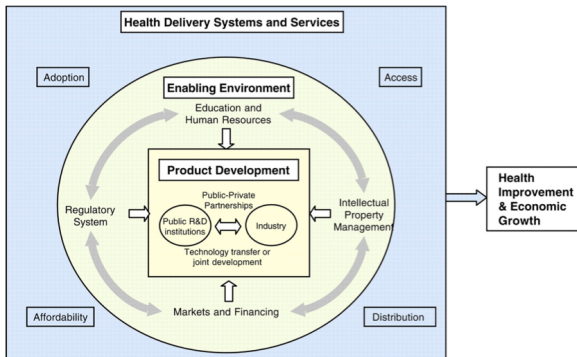 Health Delivery Systems and Services
Adoption
Access
Enabling Environment
Education and
Human Resources
Product Development
Public-Private
Partnerships
Public R&D
institutions
Industry
Technology transfer or
joint development
Regulatory
System
Intellectual
Property
Management
Markets and Financing
Affordability
Distribution
Health
Improvement
& Economic
Growth